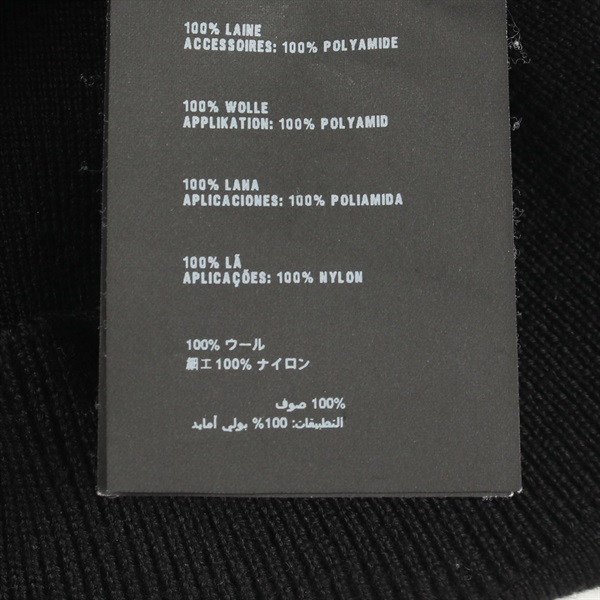 100% LAINE
ACCESSOIRES: 100% POLYAMIDE
100% WOLLE
APPLIKATION: 100% POLYAMID
100% LANA
APLICACIONES: 100% POLIAMIDA
100% LÃ
APLICAÇÕES: 100% NYLON
100% ウール
細工100% ナイロン
100% صوف
التطبيقات: 100% بولي أمايد